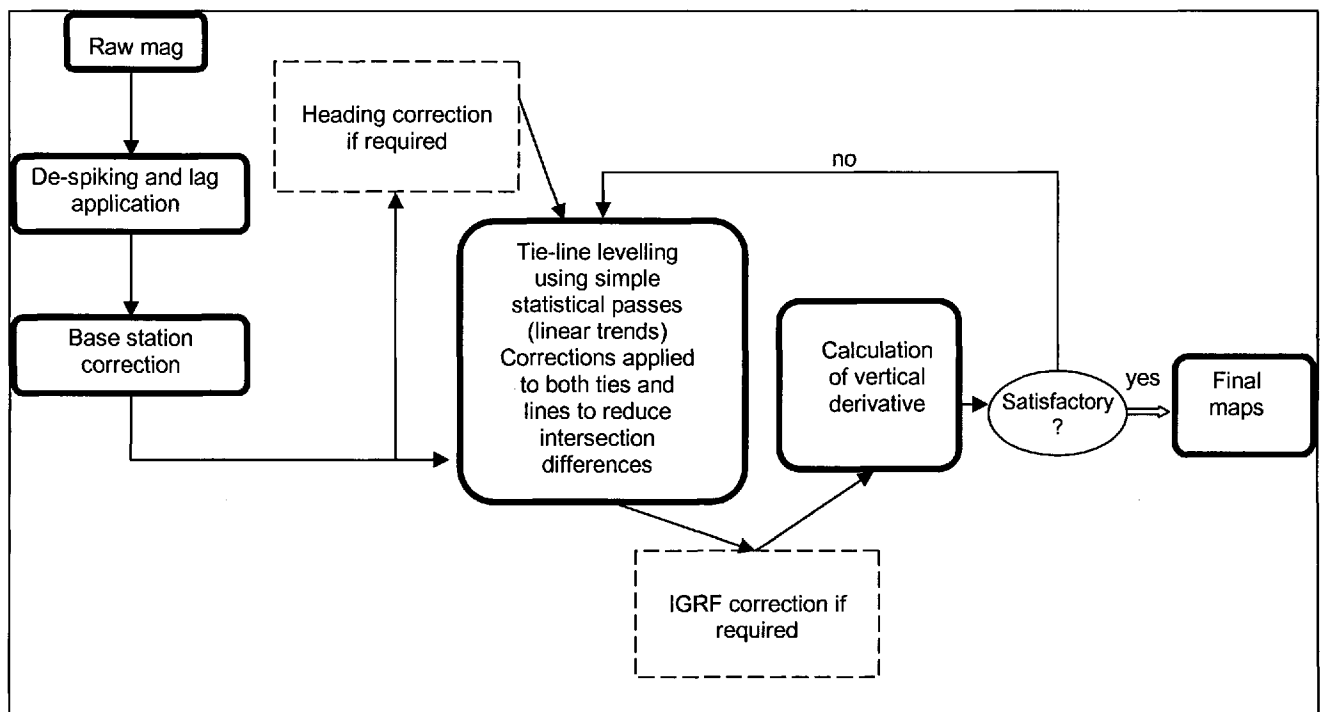 Raw mag
De-spiking and lag
application
Base station
correction
Heading correction
if required
Tie-line levelling
using simple
statistical passes
(linear trends)
Corrections applied
to both ties and
lines to reduce
intersection
differences
IGRF correction if
required
Calculation
of vertical
derivative
no
Satisfactory
?
yes
Final
maps